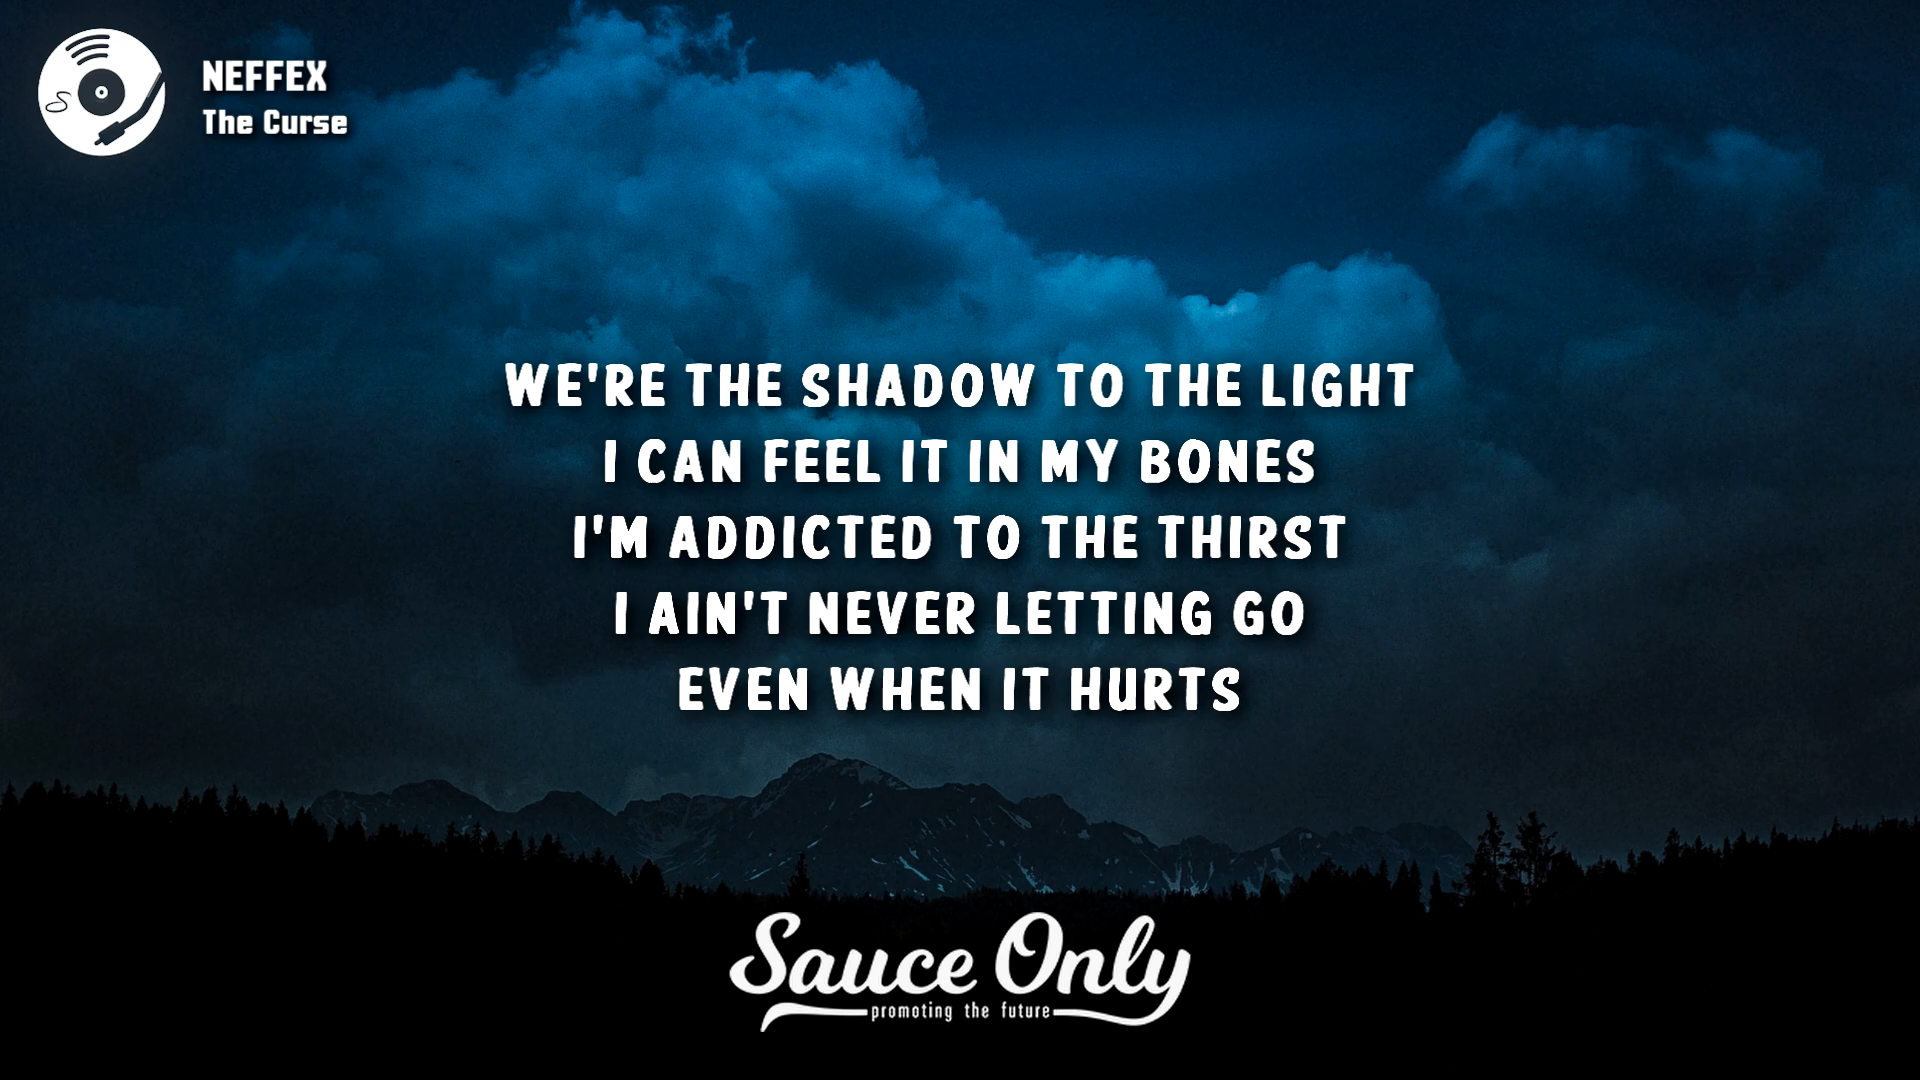 NEFFEX
The Curse
WE'RE THE SHADOW TO THE LIGHT
I CAN FEEL IT IN MY BONES
I'M ADDICTED TO THE THIRST
I AIN'T NEVER LETTING GO
EVEN WHEN IT HURTS
Sauce Only
promoting the future